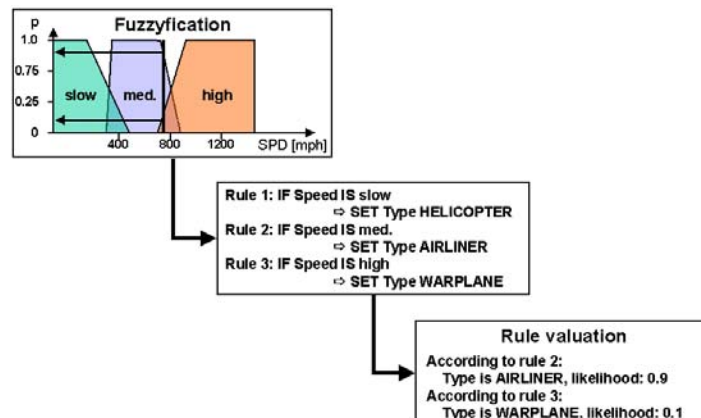 Fuzzyfication
P
1.0
0.75
0.25
0
slow
med.
high
400
800
1200
SPD [mph]
Rule 1: IF Speed IS slow
⇨ SET Type HELICOPTER
Rule 2: IF Speed IS med.
⇨ SET Type AIRLINER
Rule 3: IF Speed IS high
⇨ SET Type WARPLANE
Rule valuation
According to rule 2:
Type is AIRLINER, likelihood: 0.9
According to rule 3:
Type is WARPLANE, likelihood: 0.1